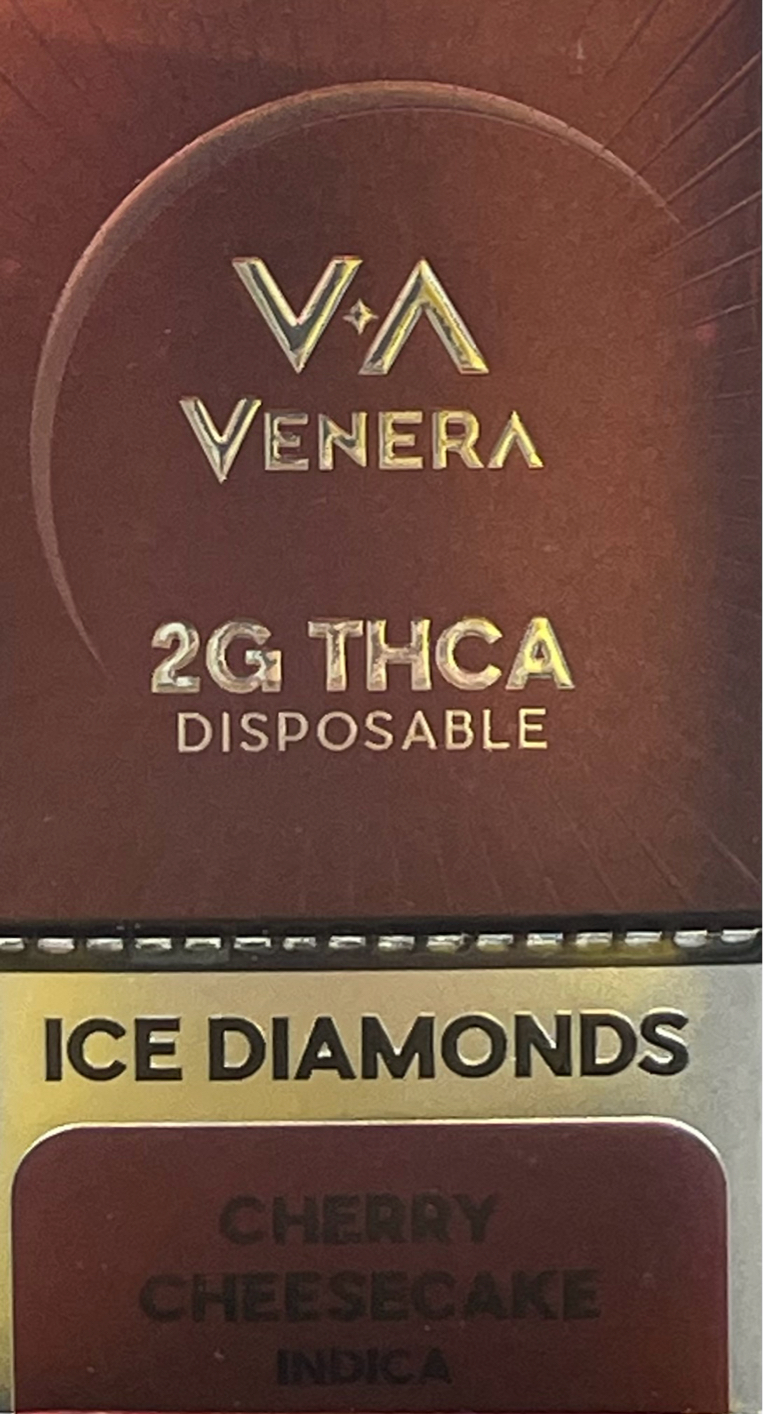 V✦A
VENERA
2G THCA
DISPOSABLE
ICE DIAMONDS
CHERRY
CHEESECAKE
INDICA